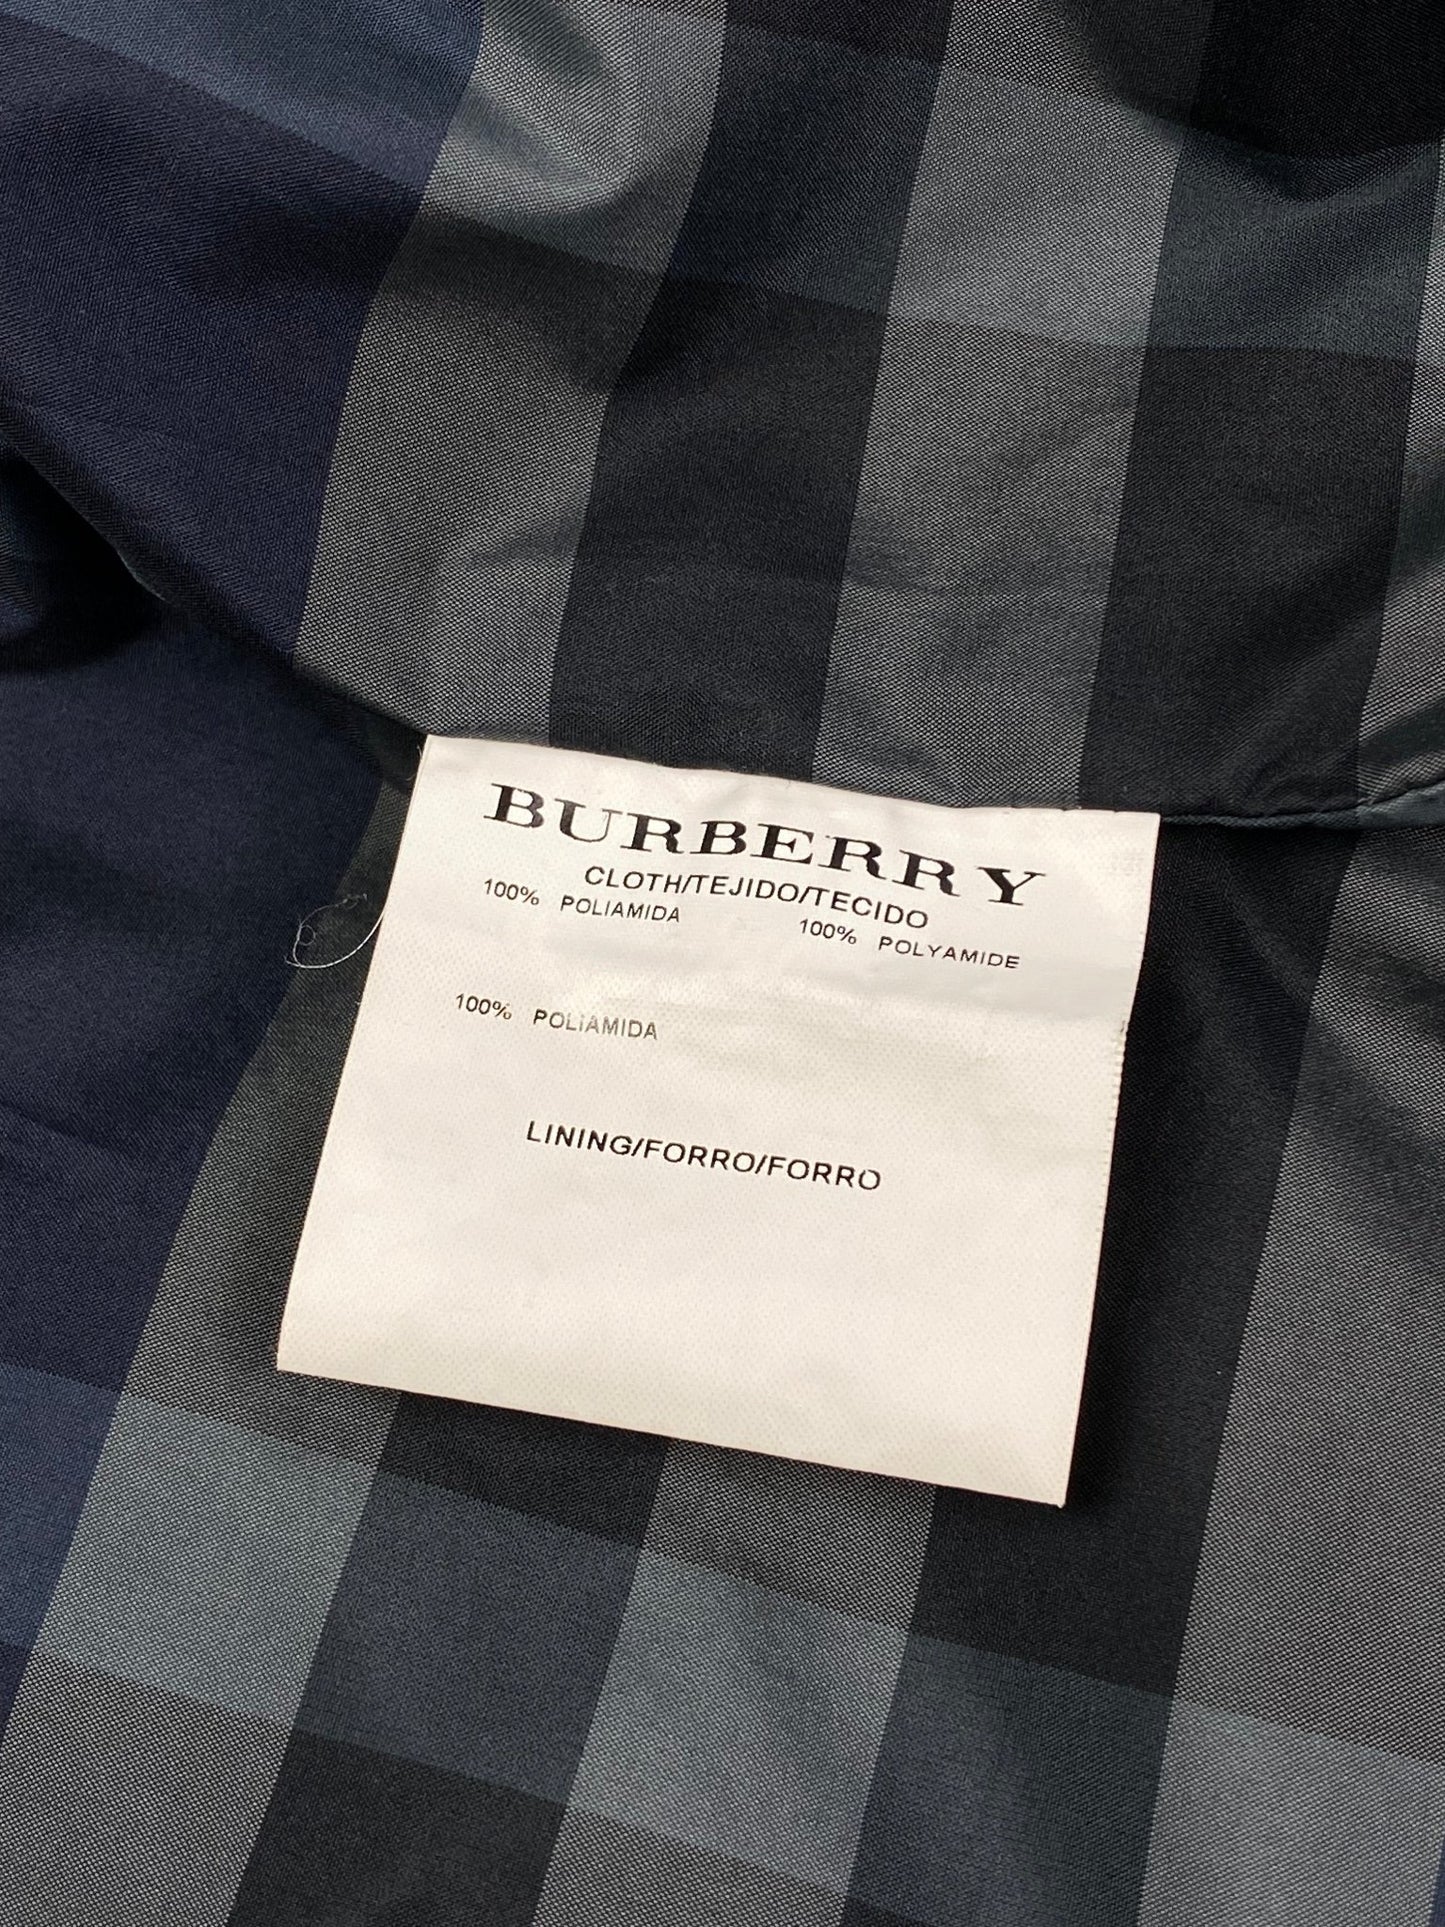 BURBERRY
CLOTH/TEJIDO/TECIDO
100% POLIAMIDA 100% POLYAMIDE
100% POLIAMIDA
LINING/FORRO/FORRO